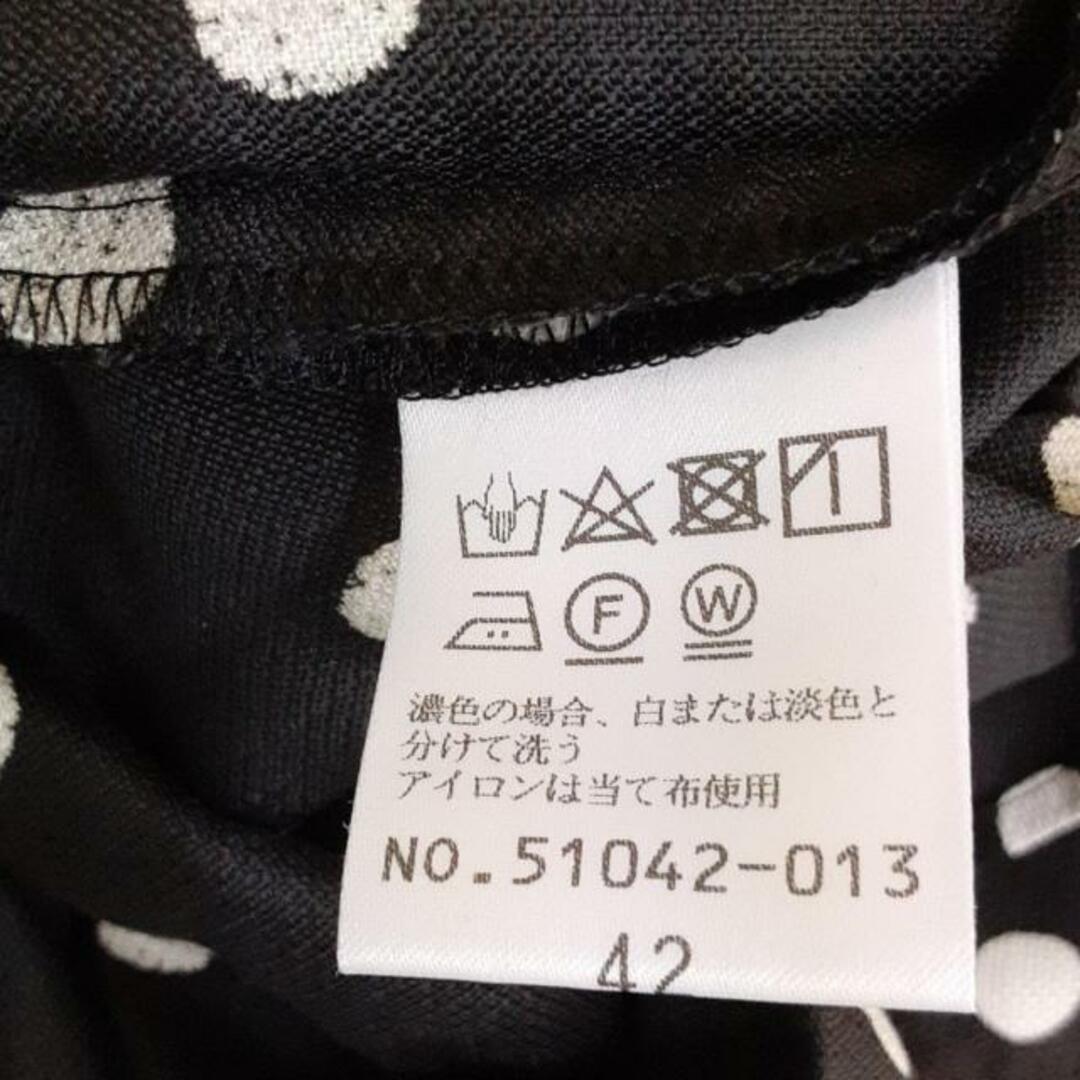 F W
濃色の場合、白または淡色と
分けて洗う
アイロンは当て布使用
NO.51042-013
42